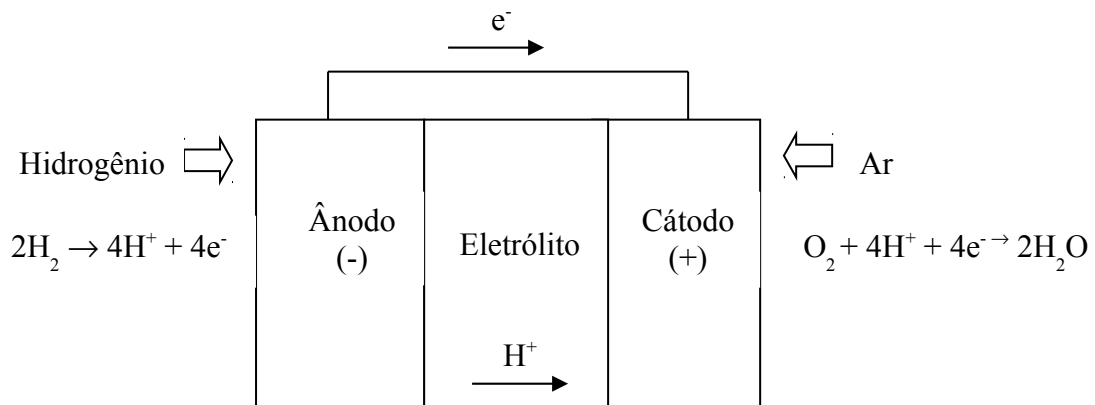 e⁻
Hidrogênio
Ar
Ânodo
(-)
Eletrólito
Cátodo
(+)
2H₂ → 4H⁺ + 4e⁻
O₂ + 4H⁺ + 4e⁻ → 2H₂O
H⁺